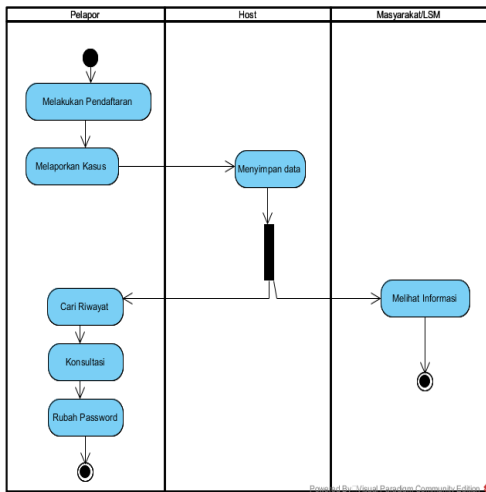 Pelapor
Host
Masyarakat/LSM
Melakukan Pendaftaran
Melaporkan Kasus
Menyimpan data
Cari Riwayat
Melihat Informasi
Konsultasi
Rubah Password
Powered By: Visual Paradigm Community Edition